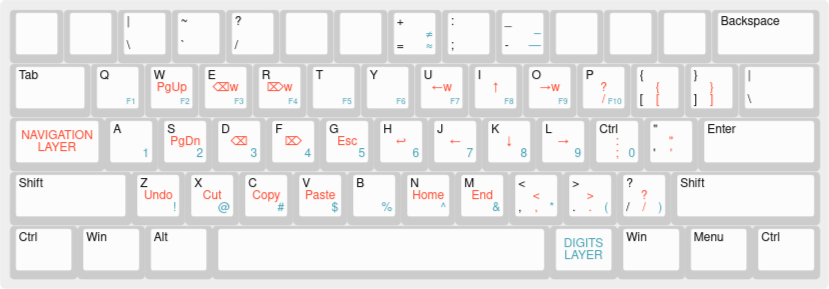 | ~ ? + ≠ : _ – Backspace
\ ` / = ≈ ; - —
Tab Q W E R T Y U I O P { } |
PgUp ⌫w ⌦w ←w ↑ →w ? { }
F1 F2 F3 F4 F5 F6 F7 F8 F9 / F10 [ [ ] ] \
A S D F G H J K L Ctrl " Enter
NAVIGATION PgDn ⌫ ⌦ Esc ↩ ← ↓ → : "
LAYER 1 2 3 4 5 6 7 8 9 ; 0 ' '
Shift Z X C V B N M < > ? Shift
Undo Cut Copy Paste Home End < > ?
! @ # $ % ^ & , , * . . ( / / )
Ctrl Win Alt DIGITS Win Menu Ctrl
LAYER